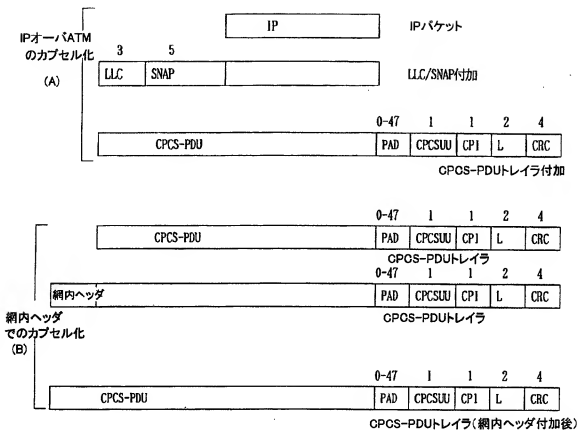 IPオーバATM
のカプセル化
(A)
IP
IPパケット
3 5
LLC SNAP
LLC/SNAP付加
0-47 1 1 2 4
CPCS-PDU PAD CPCSUU CPI L CRC
CPCS-PDUトレイラ付加
網内ヘッダ
でのカプセル化
(B)
0-47 1 1 2 4
CPCS-PDU PAD CPCSUU CPI L CRC
CPCS-PDUトレイラ
網内ヘッダ PAD CPCSUU CPI L CRC
CPCS-PDUトレイラ
0-47 1 1 2 4
CPCS-PDU PAD CPCSUU CPI L CRC
CPCS-PDUトレイラ(網内ヘッダ付加後)